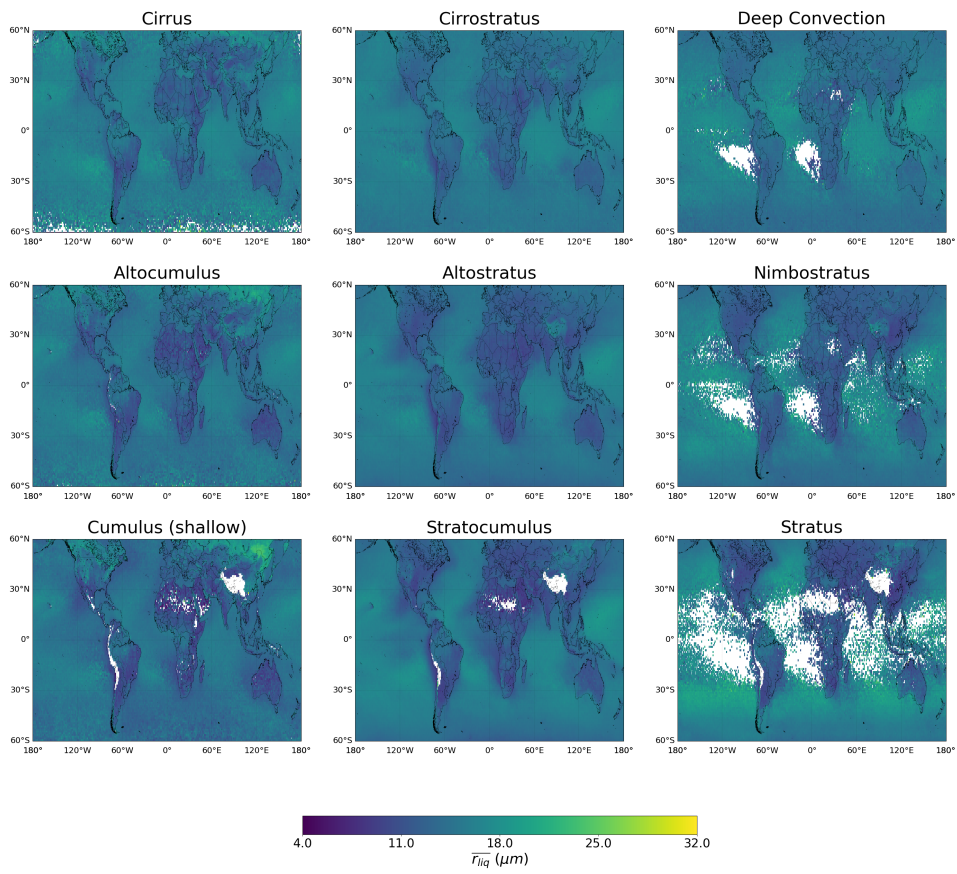 Cirrus
Cirrostratus
Deep Convection
60°N 60°N 60°N
30°N 30°N 30°N
0° 0° 0°
30°S 30°S 30°S
60°S 60°S 60°S
180° 120°W 60°W 0° 60°E 120°E 180° 180° 120°W 60°W 0° 60°E 120°E 180° 180° 120°W 60°W 0° 60°E 120°E 180°
Altocumulus
Altostratus
Nimbostratus
60°N 60°N 60°N
30°N 30°N 30°N
0° 0° 0°
30°S 30°S 30°S
60°S 60°S 60°S
180° 120°W 60°W 0° 60°E 120°E 180° 180° 120°W 60°W 0° 60°E 120°E 180° 180° 120°W 60°W 0° 60°E 120°E 180°
Cumulus (shallow)
Stratocumulus
Stratus
60°N 60°N 60°N
30°N 30°N 30°N
0° 0° 0°
30°S 30°S 30°S
60°S 60°S 60°S
180° 120°W 60°W 0° 60°E 120°E 180° 180° 120°W 60°W 0° 60°E 120°E 180° 180° 120°W 60°W 0° 60°E 120°E 180°
4.0 11.0 18.0 25.0 32.0
r̅_liq (μm)